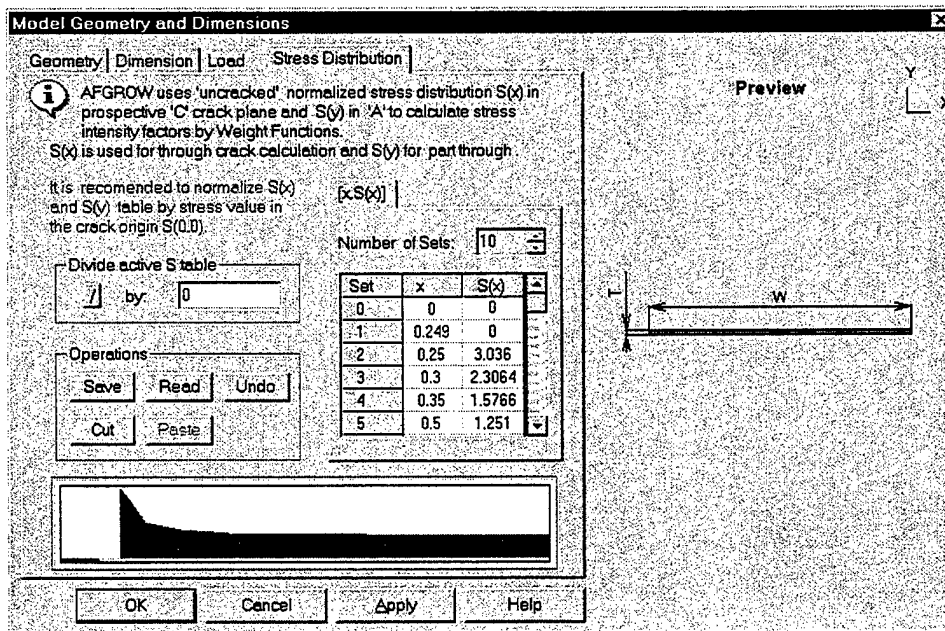 Model Geometry and Dimensions
Geometry Dimension Load Stress Distribution
AFGROW uses 'uncracked' normalized stress distribution S(x) in
prospective 'C' crack plane and S(y) in 'A' to calculate stress
intensity factors by Weight Functions.
S(x) is used for through crack calculation and S(y) for part through.
It is recomended to normalize S(x)
and S(y) table by stress value in
the crack origin S(0.0).
[x.S(x)]
Number of Sets: 10
Divide active S table
/ by: 0
Set x S(x)
0 0 0
1 0.249 0
2 0.25 3.036
3 0.3 2.3064
4 0.35 1.5766
5 0.5 1.251
Operations
Save Read Undo
Cut Paste
OK Cancel Apply Help
Preview
Y
X
T
W